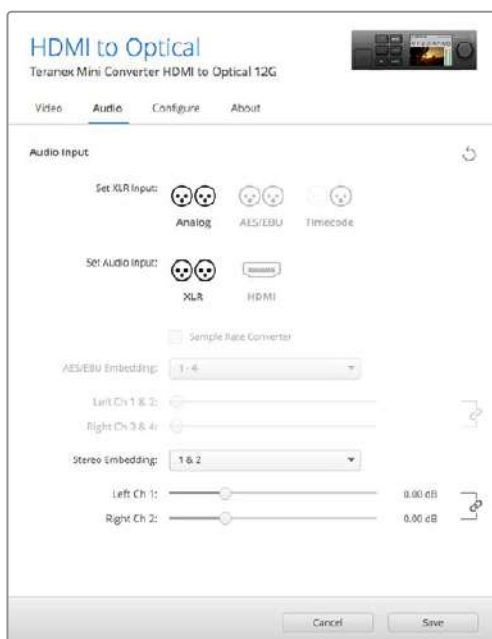 HDMI to Optical
Teranex Mini Converter HDMI to Optical 12G
Video Audio Configure About
Audio Input
Set XLR Input:
Analog AES/EBU Timecode
Set Audio Input:
XLR HDMI
Sample Rate Converter
AES/EBU Embedding: 1-4
Left Ch 1 & 2:
Right Ch 3 & 4:
Stereo Embedding: 1 & 2
Left Ch 1: 0.00 dB
Right Ch 2: 0.00 dB
Cancel Save